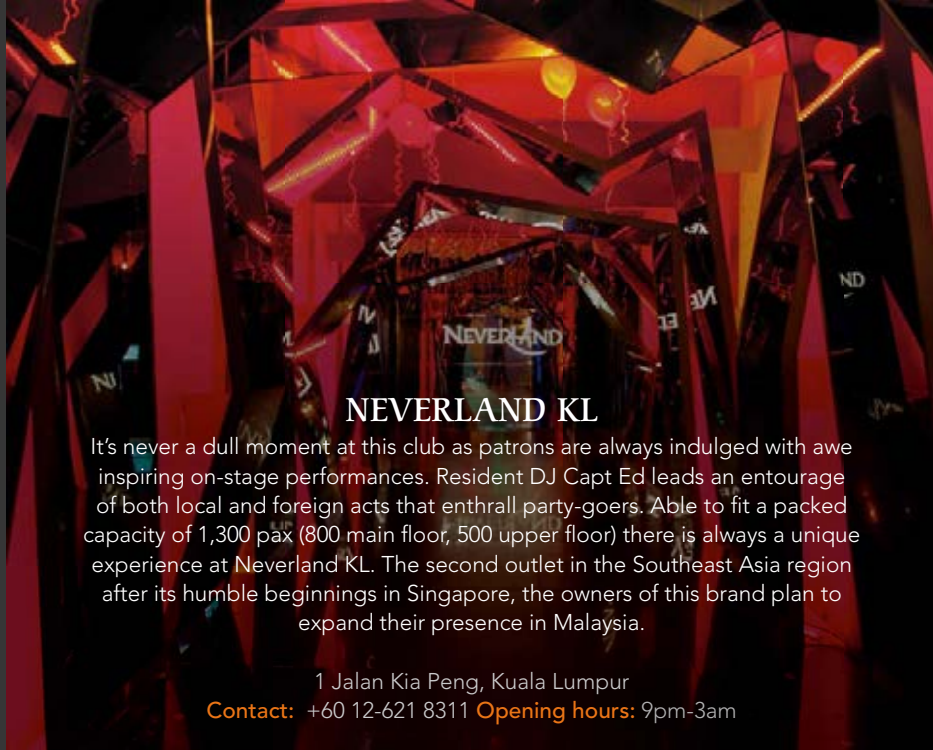 NEVERLAND
ND
NEVERLAND KL
It's never a dull moment at this club as patrons are always indulged with awe
inspiring on-stage performances. Resident DJ Capt Ed leads an entourage
of both local and foreign acts that enthrall party-goers. Able to fit a packed
capacity of 1,300 pax (800 main floor, 500 upper floor) there is always a unique
experience at Neverland KL. The second outlet in the Southeast Asia region
after its humble beginnings in Singapore, the owners of this brand plan to
expand their presence in Malaysia.
1 Jalan Kia Peng, Kuala Lumpur
Contact: +60 12-621 8311 Opening hours: 9pm-3am